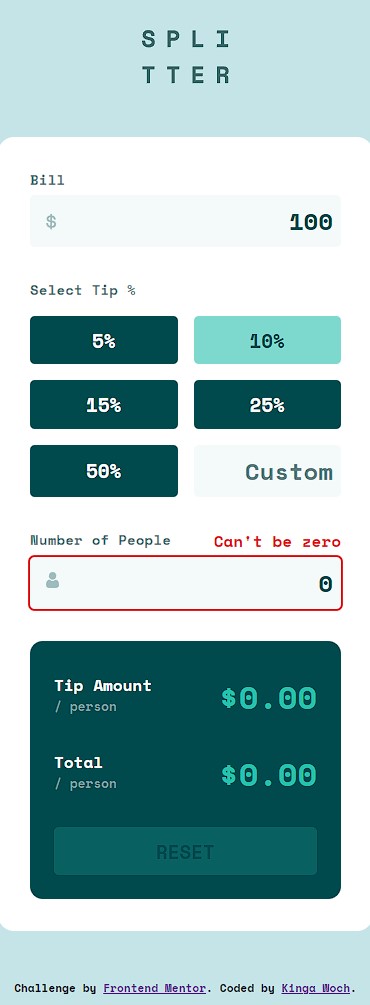 SPLI
TTER
Bill
$ 100
Select Tip %
5% 10%
15% 25%
50% Custom
Number of People Can't be zero
0
Tip Amount $0.00
/ person
Total $0.00
/ person
RESET
Challenge by Frontend Mentor. Coded by Kinga Woch.